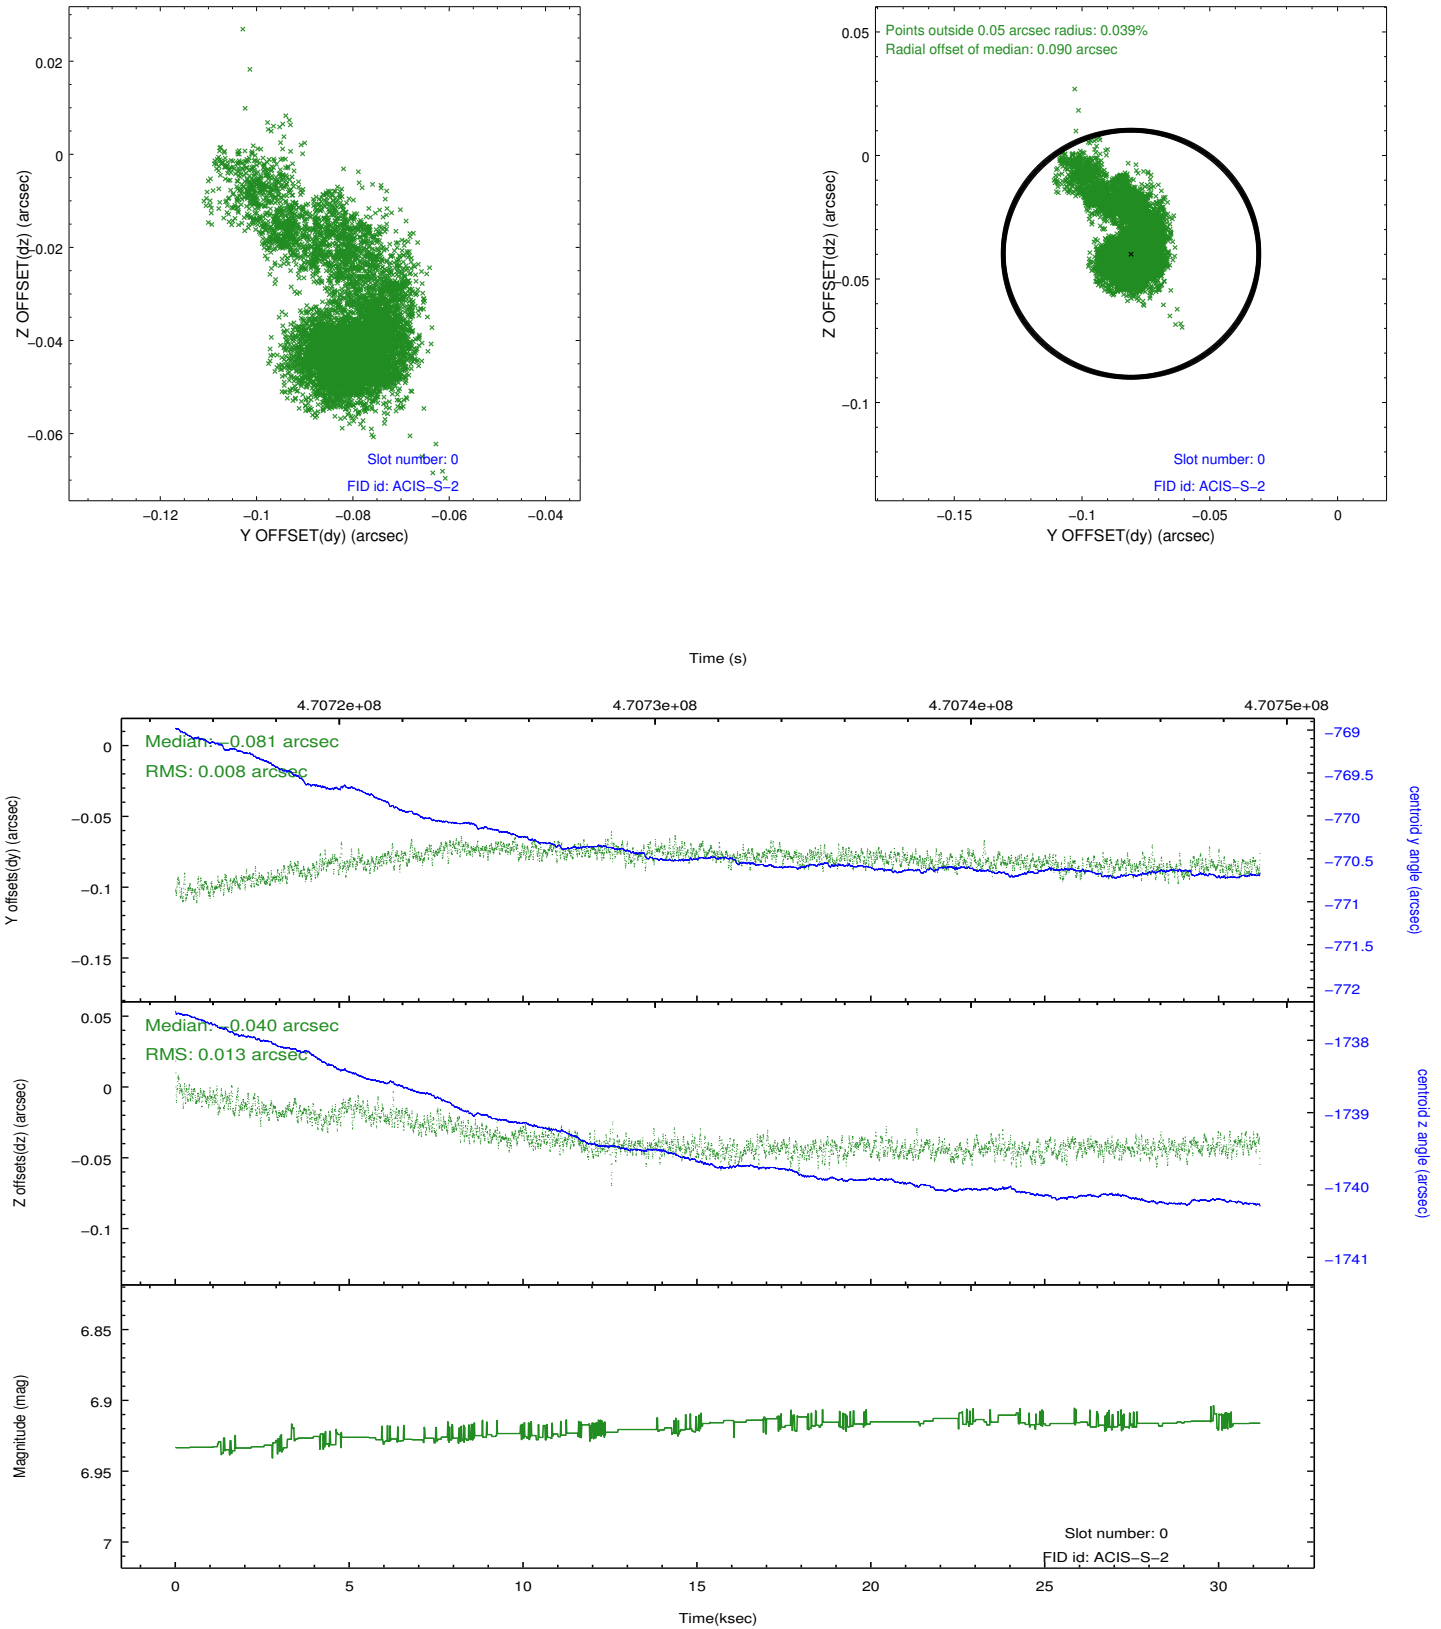 0.02
0
−0.02
−0.04
−0.06
Z OFFSET(dz) (arcsec)
Slot number: 0
FID id: ACIS−S−2
−0.12
−0.1
−0.08
−0.06
−0.04
Y OFFSET(dy) (arcsec)
Points outside 0.05 arcsec radius: 0.039%
Radial offset of median: 0.090 arcsec
0.05
0
−0.05
−0.1
Z OFFSET(dz) (arcsec)
Slot number: 0
FID id: ACIS−S−2
−0.15
−0.1
−0.05
0
Y OFFSET(dy) (arcsec)
Time (s)
4.7072e+08
4.7073e+08
4.7074e+08
4.7075e+08
Median: −0.081 arcsec
RMS: 0.008 arcsec
0
−0.05
−0.1
−0.15
Y offsets(dy) (arcsec)
−769
−769.5
−770
−770.5
−771
−771.5
−772
centroid y angle (arcsec)
Median: −0.040 arcsec
RMS: 0.013 arcsec
0.05
0
−0.05
−0.1
Z offsets(dz) (arcsec)
−1738
−1739
−1740
−1741
centroid z angle (arcsec)
6.85
6.9
6.95
7
Magnitude (mag)
Slot number: 0
FID id: ACIS−S−2
0
5
10
15
20
25
30
Time(ksec)